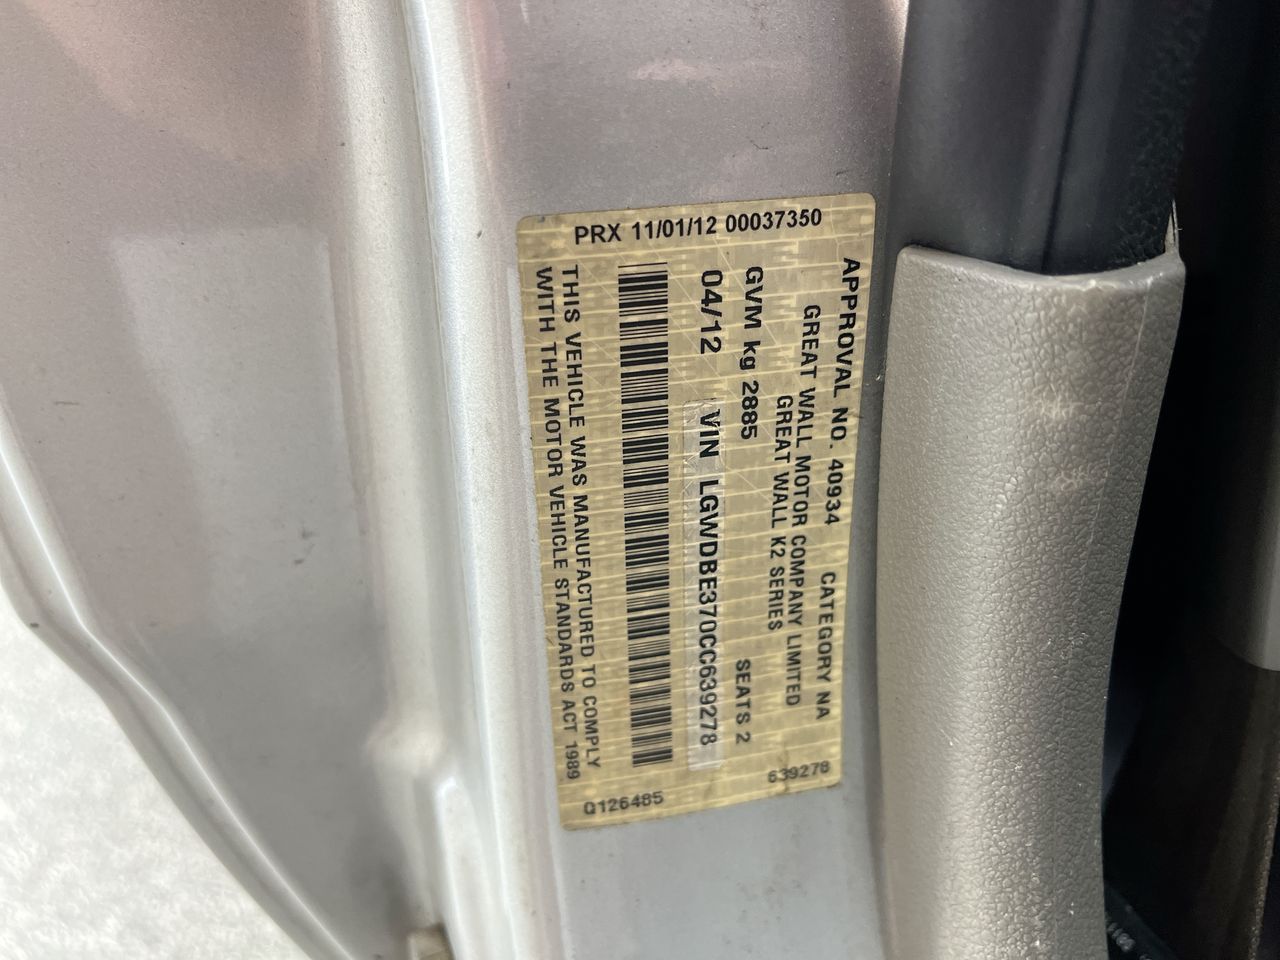 PRX 11/01/12 00037350
APPROVAL NO. 40934 CATEGORY NA
GREAT WALL MOTOR COMPANY LIMITED
GREAT WALL K2 SERIES
GVM kg 2885 SEATS 2
04/12 VIN LGWDBE370CC639278
THIS VEHICLE WAS MANUFACTURED TO COMPLY
WITH THE MOTOR VEHICLE STANDARDS ACT 1989
639278
Q126485